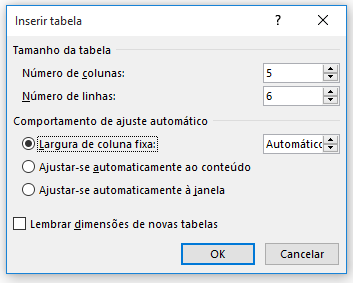 Inserir tabela ? ×
Tamanho da tabela
Número de colunas: 5
Número de linhas: 6
Comportamento de ajuste automático
Largura de coluna fixa: Automático
Ajustar-se automaticamente ao conteúdo
Ajustar-se automaticamente à janela
Lembrar dimensões de novas tabelas
OK Cancelar